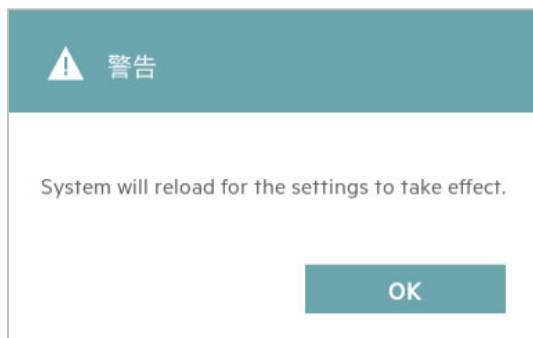 警告
System will reload for the settings to take effect.
OK